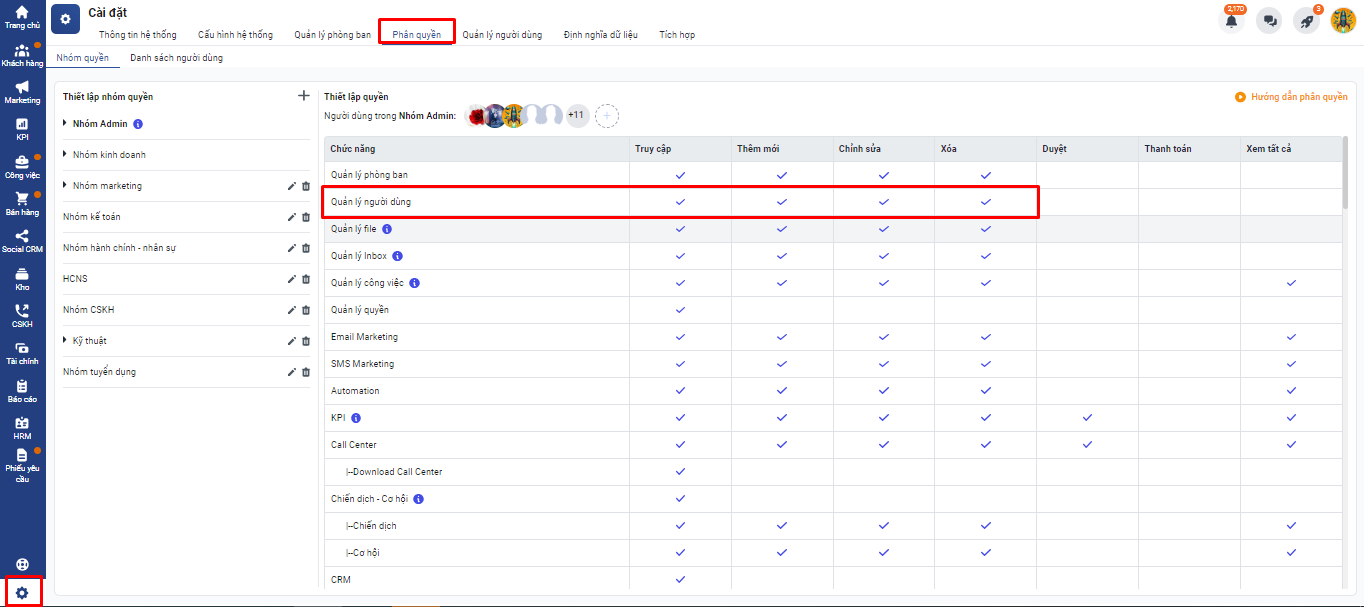 Cài đặt
2,170
3
Thông tin hệ thống Cấu hình hệ thống Quản lý phòng ban Phân quyền Quản lý người dùng Định nghĩa dữ liệu Tích hợp
Nhóm quyền Danh sách người dùng
Trang chủ
Khách hàng
Marketing
KPI
Công việc
Bán hàng
Social CRM
Kho
CSKH
Tài chính
Báo cáo
HRM
Phiếu yêu
cầu
Thiết lập nhóm quyền
Nhóm Admin
Nhóm kinh doanh
Nhóm marketing
Nhóm kế toán
Nhóm hành chính - nhân sự
HCNS
Nhóm CSKH
Kỹ thuật
Nhóm tuyển dụng
Thiết lập quyền
Hướng dẫn phân quyền
Người dùng trong Nhóm Admin: +11
Chức năng Truy cập Thêm mới Chỉnh sửa Xóa Duyệt Thanh toán Xem tất cả
Quản lý phòng ban
Quản lý người dùng
Quản lý file
Quản lý Inbox
Quản lý công việc
Quản lý quyền
Email Marketing
SMS Marketing
Automation
KPI
Call Center
|--Download Call Center
Chiến dịch - Cơ hội
|--Chiến dịch
|--Cơ hội
CRM